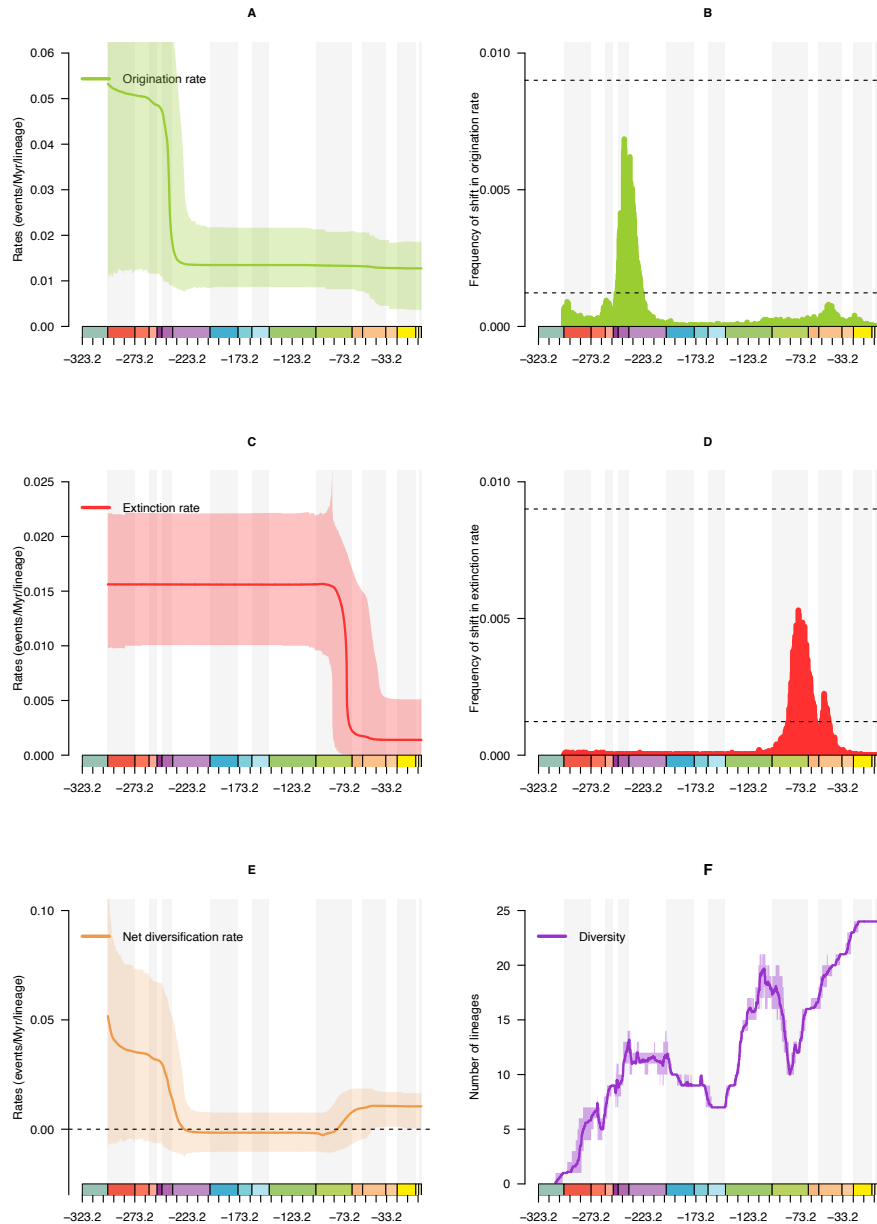 A
Rates (events/Myr/lineage)
0.06
0.05
0.04
0.03
0.02
0.01
0.00
Origination rate
−323.2 −273.2 −223.2 −173.2 −123.2 −73.2 −33.2
B
Frequency of shift in origination rate
0.010
0.005
0.000
−323.2 −273.2 −223.2 −173.2 −123.2 −73.2 −33.2
C
Rates (events/Myr/lineage)
0.025
0.020
0.015
0.010
0.005
0.000
Extinction rate
−323.2 −273.2 −223.2 −173.2 −123.2 −73.2 −33.2
D
Frequency of shift in extinction rate
0.010
0.005
0.000
−323.2 −273.2 −223.2 −173.2 −123.2 −73.2 −33.2
E
Rates (events/Myr/lineage)
0.10
0.05
0.00
Net diversification rate
−323.2 −273.2 −223.2 −173.2 −123.2 −73.2 −33.2
F
Number of lineages
25
20
15
10
5
0
Diversity
−323.2 −273.2 −223.2 −173.2 −123.2 −73.2 −33.2